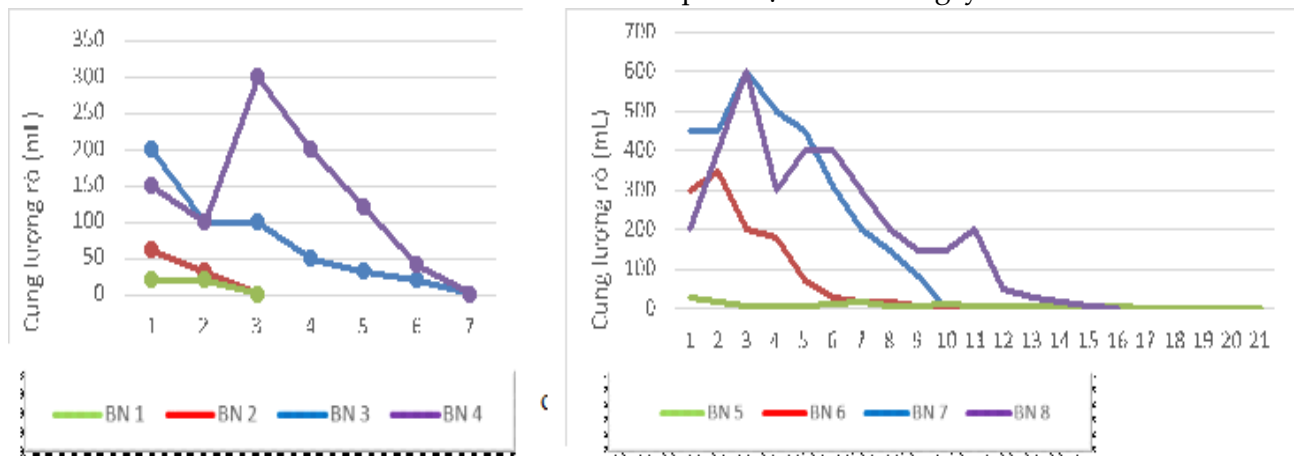 Cung lượng rò (ml)
350
300
250
200
150
100
50
0
1 2 3 4 5 6 7
BN 1 BN 2 BN 3 BN 4
Cung lượng rò (mL)
700
600
500
400
300
200
100
0
1 2 3 4 5 6 7 8 9 10 11 12 13 14 15 16 17 18 19 20 21
BN 5 BN 6 BN 7 BN 8